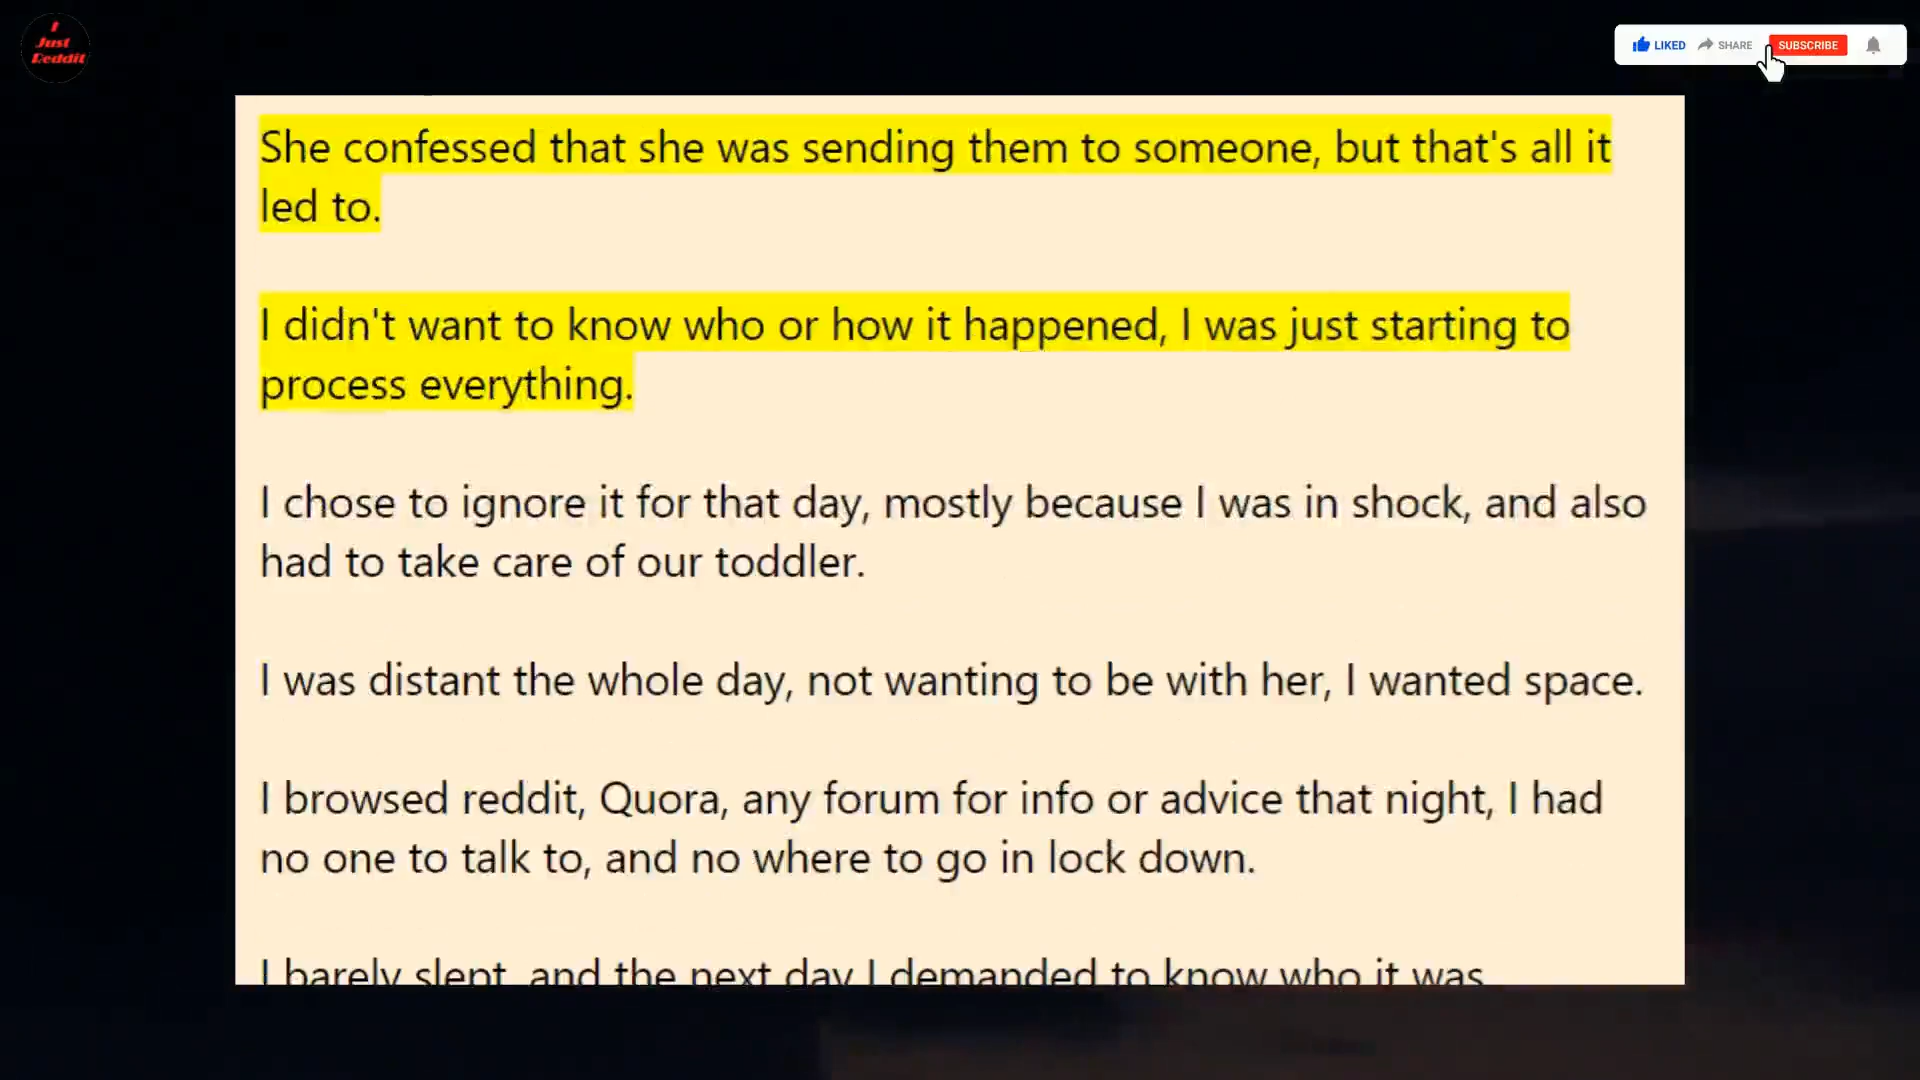 I
Just
Reddit
LIKED SHARE SUBSCRIBE
She confessed that she was sending them to someone, but that's all it
led to.
I didn't want to know who or how it happened, I was just starting to
process everything.
I chose to ignore it for that day, mostly because I was in shock, and also
had to take care of our toddler.
I was distant the whole day, not wanting to be with her, I wanted space.
I browsed reddit, Quora, any forum for info or advice that night, I had
no one to talk to, and no where to go in lock down.
I barely slept, and the next day I demanded to know who it was